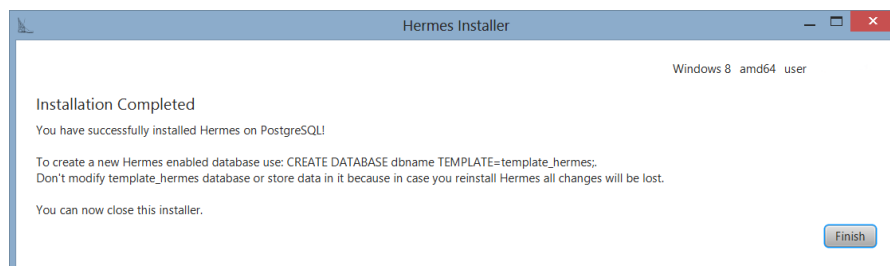 Hermes Installer
Windows 8 amd64 user
Installation Completed
You have successfully installed Hermes on PostgreSQL!
To create a new Hermes enabled database use: CREATE DATABASE dbname TEMPLATE=template_hermes;.
Don't modify template_hermes database or store data in it because in case you reinstall Hermes all changes will be lost.
You can now close this installer.
Finish